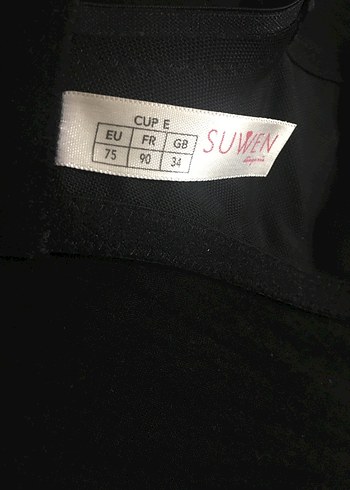 CUP E
EU FR GB
75 90 34
SUWEN